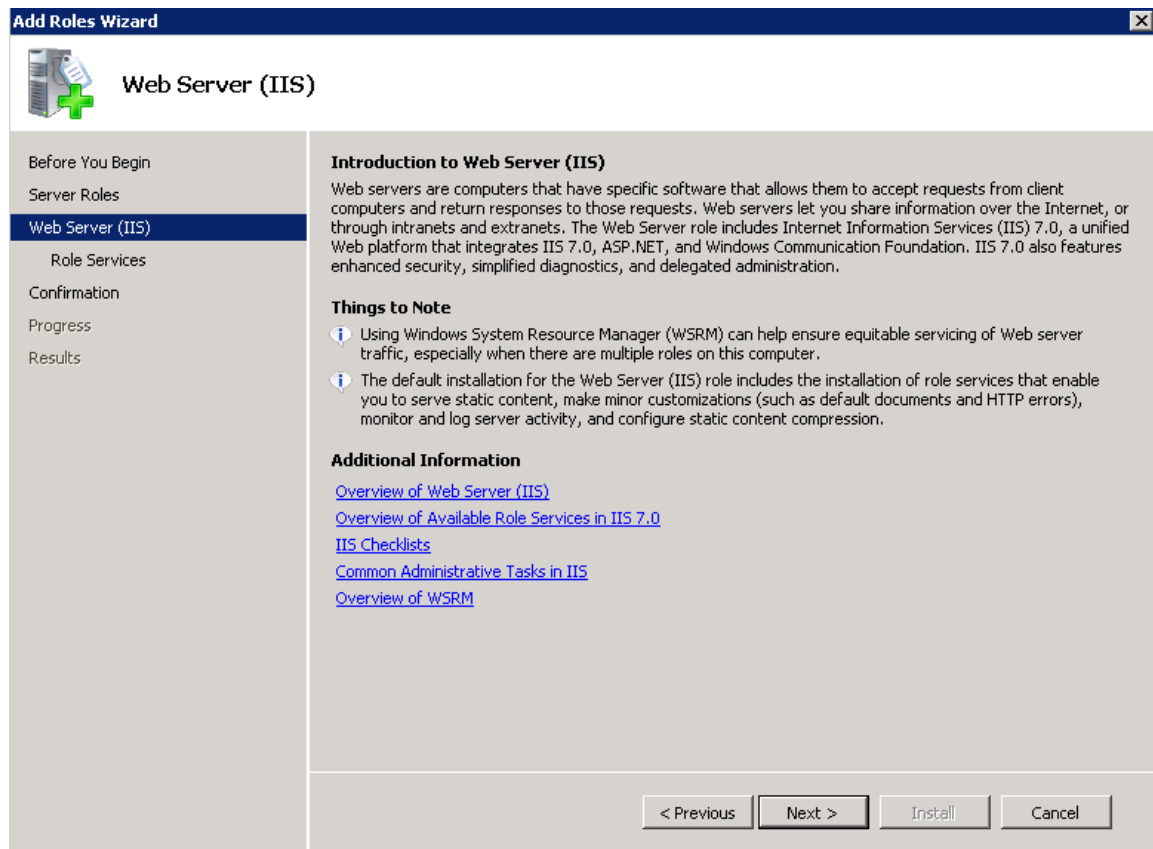 Add Roles Wizard
Web Server (IIS)
Before You Begin
Server Roles
Web Server (IIS)
Role Services
Confirmation
Progress
Results
Introduction to Web Server (IIS)
Web servers are computers that have specific software that allows them to accept requests from client
computers and return responses to those requests. Web servers let you share information over the Internet, or
through intranets and extranets. The Web Server role includes Internet Information Services (IIS) 7.0, a unified
Web platform that integrates IIS 7.0, ASP.NET, and Windows Communication Foundation. IIS 7.0 also features
enhanced security, simplified diagnostics, and delegated administration.
Things to Note
Using Windows System Resource Manager (WSRM) can help ensure equitable servicing of Web server
traffic, especially when there are multiple roles on this computer.
The default installation for the Web Server (IIS) role includes the installation of role services that enable
you to serve static content, make minor customizations (such as default documents and HTTP errors),
monitor and log server activity, and configure static content compression.
Additional Information
Overview of Web Server (IIS)
Overview of Available Role Services in IIS 7.0
IIS Checklists
Common Administrative Tasks in IIS
Overview of WSRM
< Previous
Next >
Install
Cancel